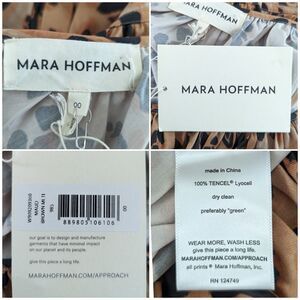 MARA HOFFMAN
00
MARA HOFFMAN
00
889805106106
our goal is to design and manufacture
garments that have minimal impact
on our planet and its people.
give this piece a long life.
MARAHOFFMAN.COM/APPROACH
made in China
100% TENCEL® Lyocell
dry clean
preferably "green"
WEAR MORE, WASH LESS
give this piece a long life.
MARAHOFFMAN.COM/APPROACH
all prints ® Mara Hoffman, Inc.
RN 124749